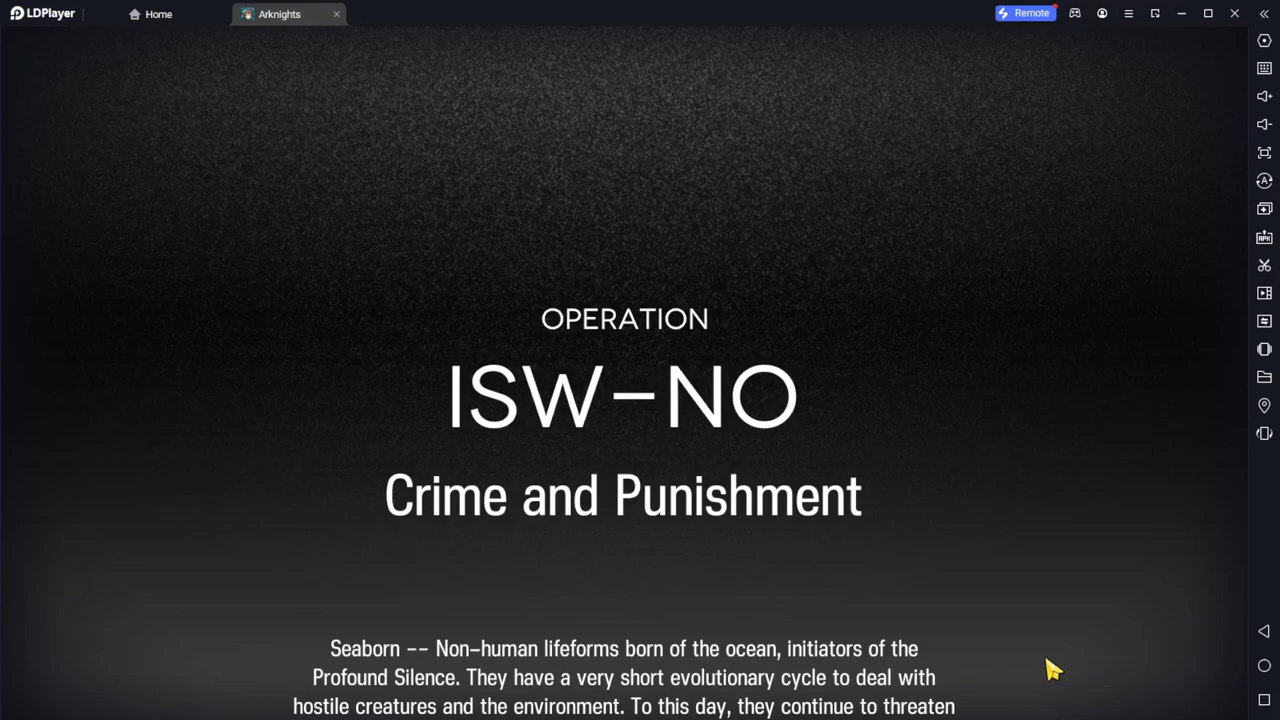 LDPlayer
Home
Arknights
Remote
OPERATION
ISW-NO
Crime and Punishment
Seaborn -- Non-human lifeforms born of the ocean, initiators of the
Profound Silence. They have a very short evolutionary cycle to deal with
hostile creatures and the environment. To this day, they continue to threaten